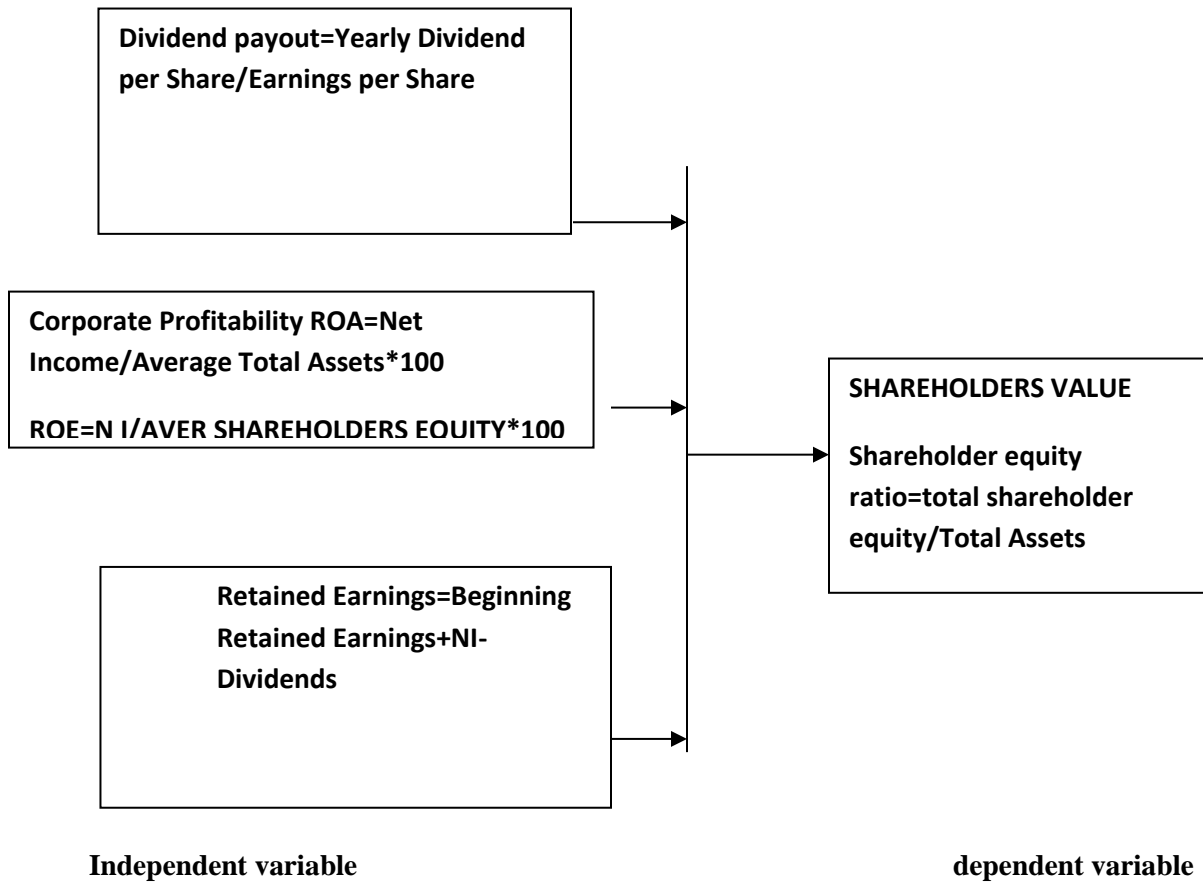 Dividend payout=Yearly Dividend
per Share/Earnings per Share
Corporate Profitability ROA=Net
Income/Average Total Assets*100
ROE=N I/AVER SHAREHOLDERS EQUITY*100
SHAREHOLDERS VALUE
Shareholder equity
ratio=total shareholder
equity/Total Assets
Retained Earnings=Beginning
Retained Earnings+NI-
Dividends
Independent variable
dependent variable